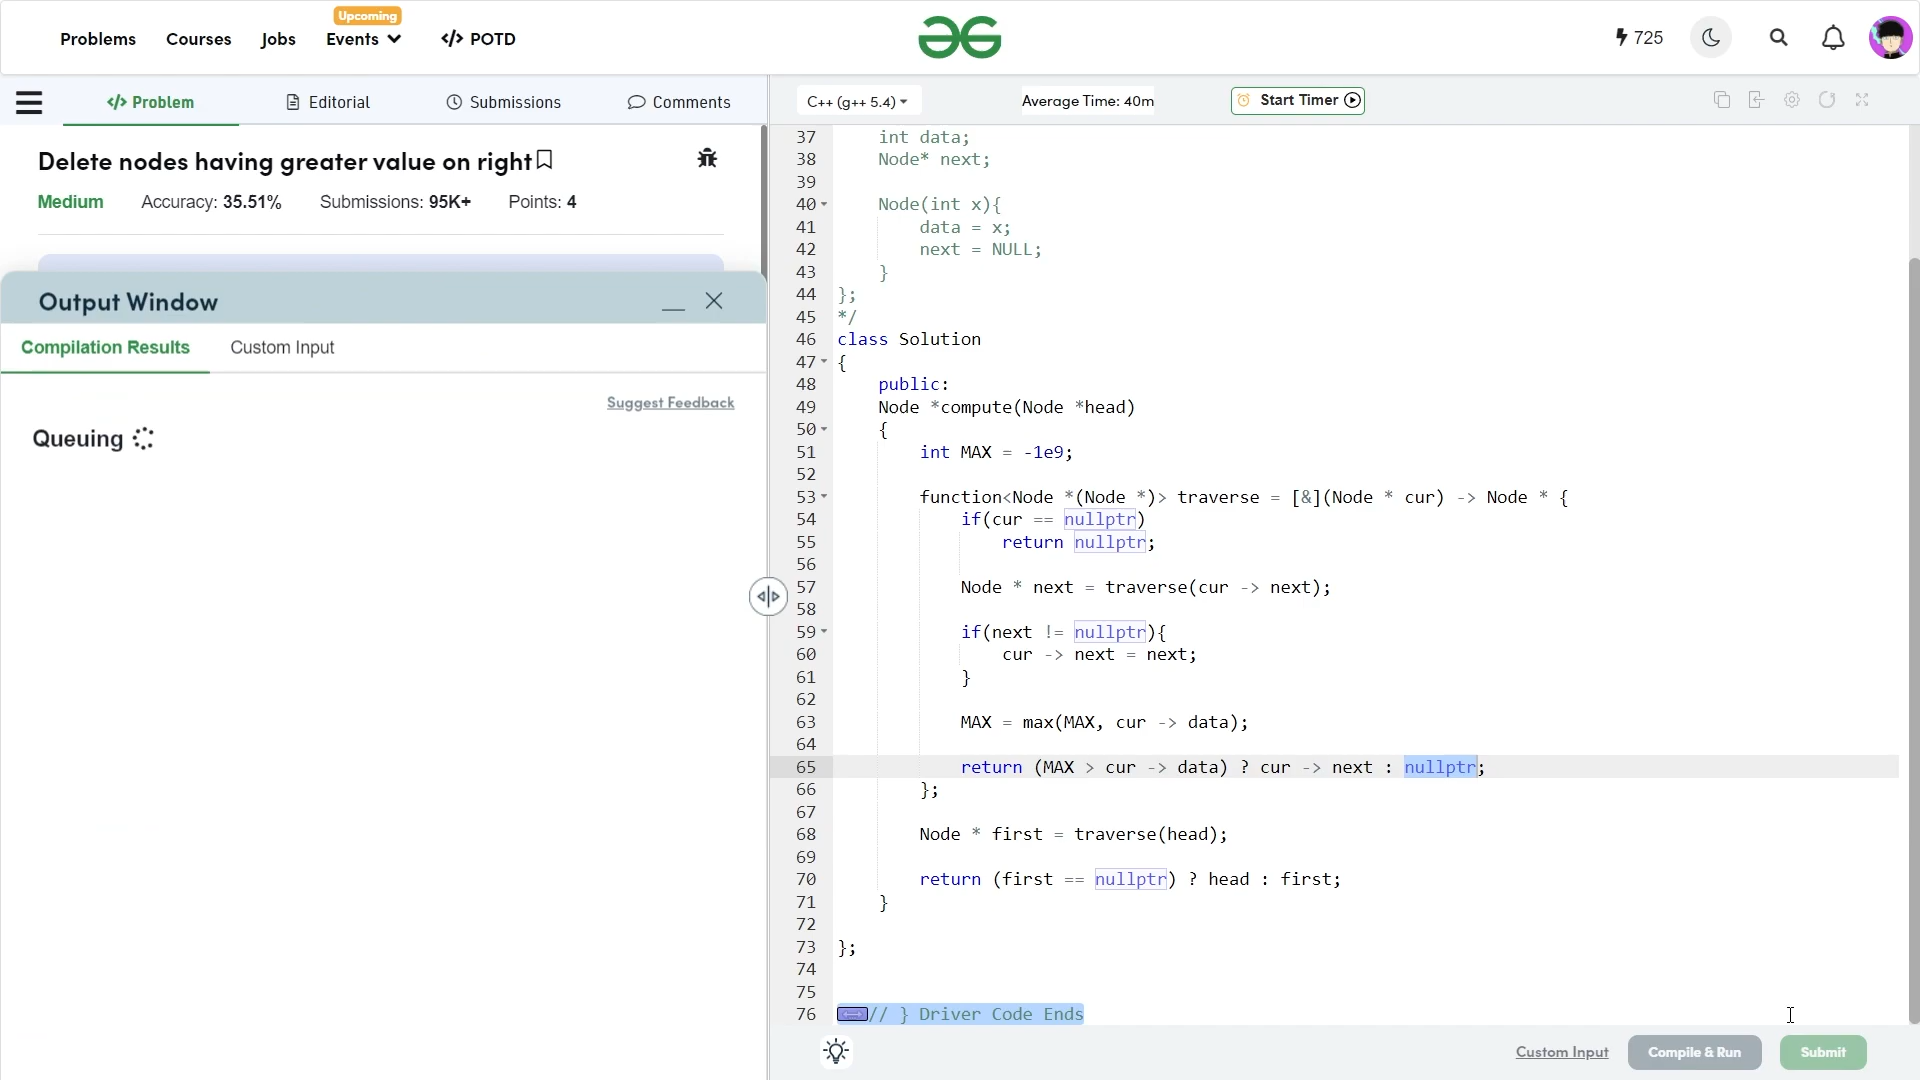 Upcoming
Problems Courses Jobs Events POTD 725
Problem Editorial Submissions Comments
C++ (g++ 5.4) Average Time: 40m Start Timer
Delete nodes having greater value on right
Medium Accuracy: 35.51% Submissions: 95K+ Points: 4
Output Window
Compilation Results Custom Input
Suggest Feedback
Queuing
37 int data;
38 Node* next;
39
40 Node(int x){
41 data = x;
42 next = NULL;
43 }
44 };
45 */
46 class Solution
47 {
48 public:
49 Node *compute(Node *head)
50 {
51 int MAX = -1e9;
52
53 function<Node *(Node *)> traverse = [&](Node * cur) -> Node * {
54 if(cur == nullptr)
55 return nullptr;
56
57 Node * next = traverse(cur -> next);
58
59 if(next != nullptr){
60 cur -> next = next;
61 }
62
63 MAX = max(MAX, cur -> data);
64
65 return (MAX > cur -> data) ? cur -> next : nullptr;
66 };
67
68 Node * first = traverse(head);
69
70 return (first == nullptr) ? head : first;
71 }
72
73 };
74
75
76 // } Driver Code Ends
Custom Input Compile & Run Submit